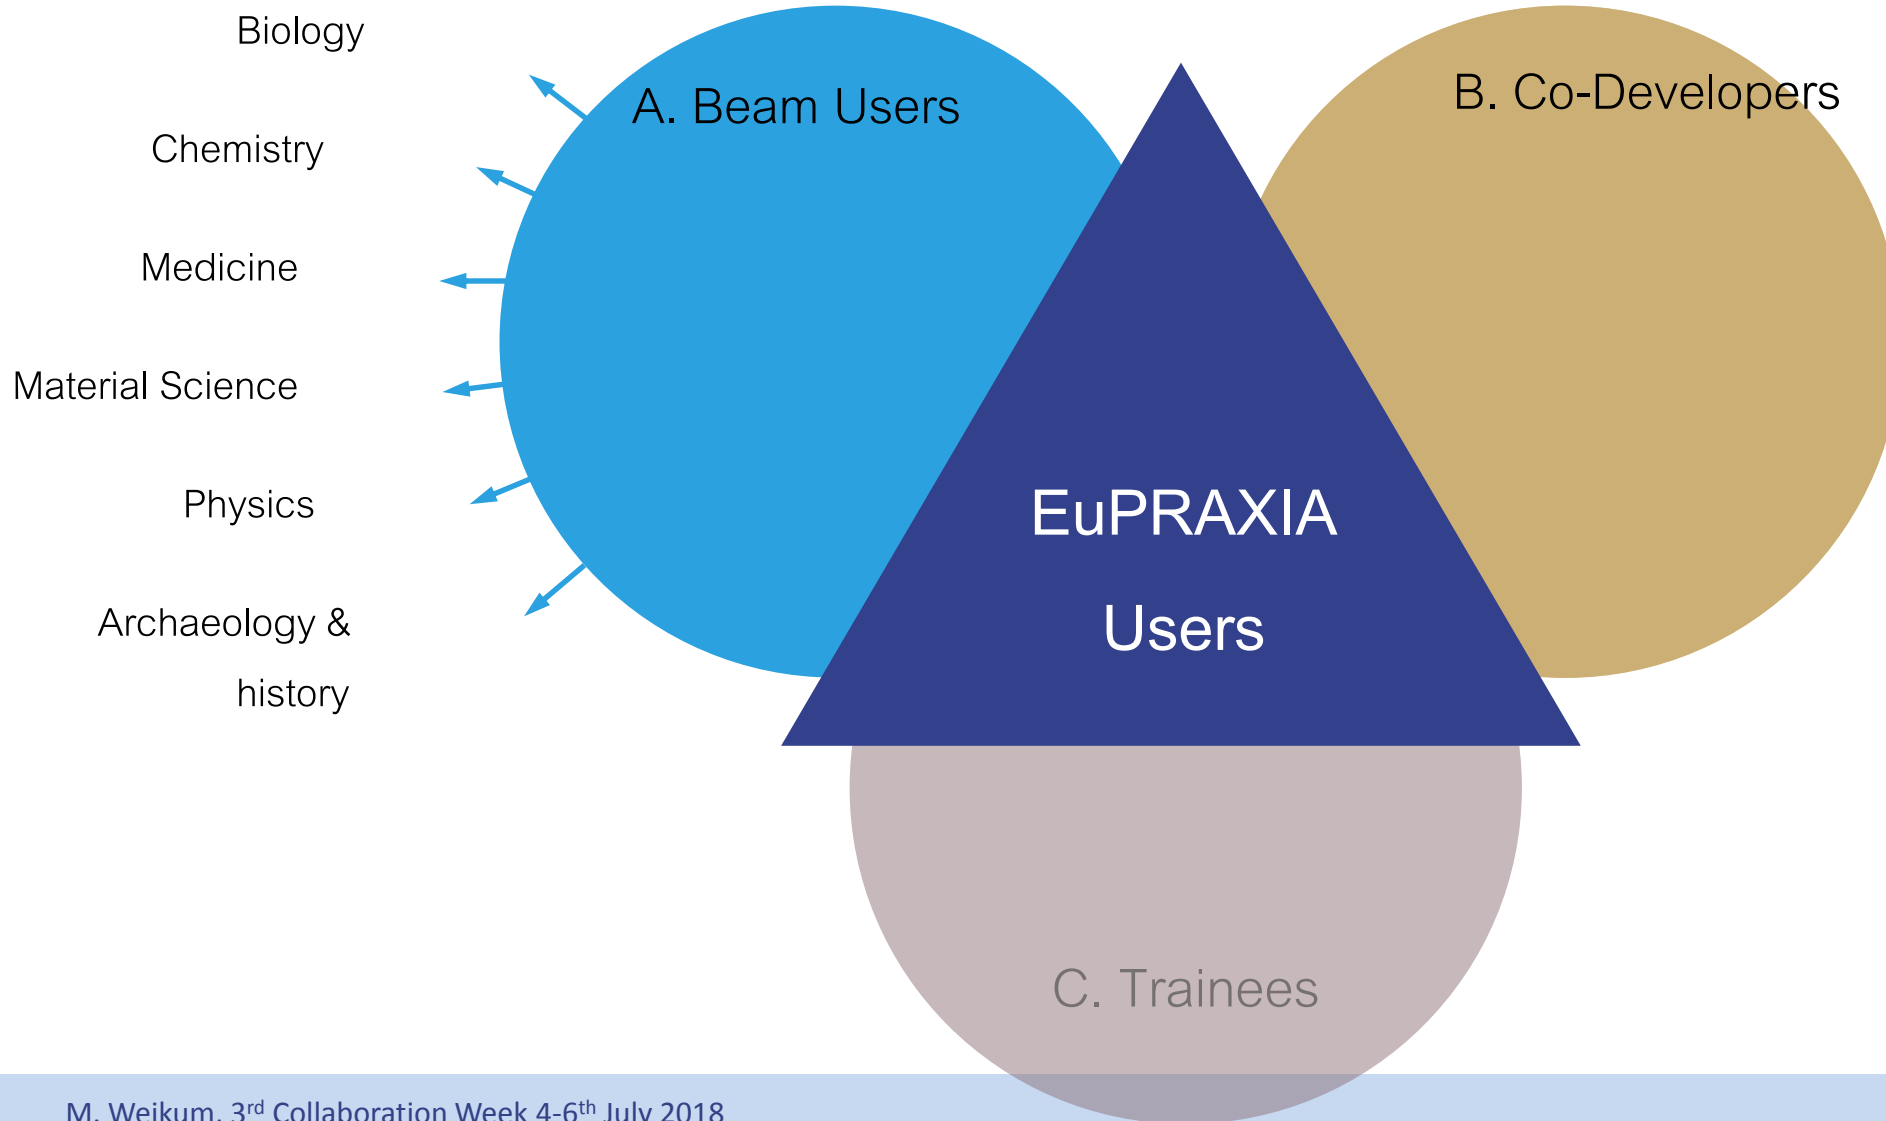 Biology
Chemistry
Medicine
Material Science
Physics
Archaeology &
history
A. Beam Users
B. Co-Developers
EuPRAXIA
Users
C. Trainees
M. Weikum, 3rd Collaboration Week 4-6th July 2018